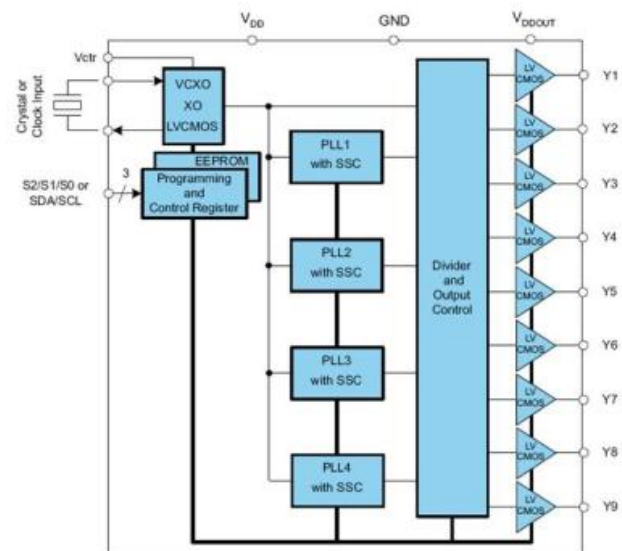 VDD
GND
VDDOUT
Vctr
Crystal or
Clock Input
VCXO
XO
LVCMOS
EEPROM
Programming
and
Control Register
3
S2/S1/S0 or
SDA/SCL
PLL1
with SSC
PLL2
with SSC
PLL3
with SSC
PLL4
with SSC
Divider
and
Output
Control
LV
CMOS
Y1
LV
CMOS
Y2
LV
CMOS
Y3
LV
CMOS
Y4
LV
CMOS
Y5
LV
CMOS
Y6
LV
CMOS
Y7
LV
CMOS
Y8
LV
CMOS
Y9